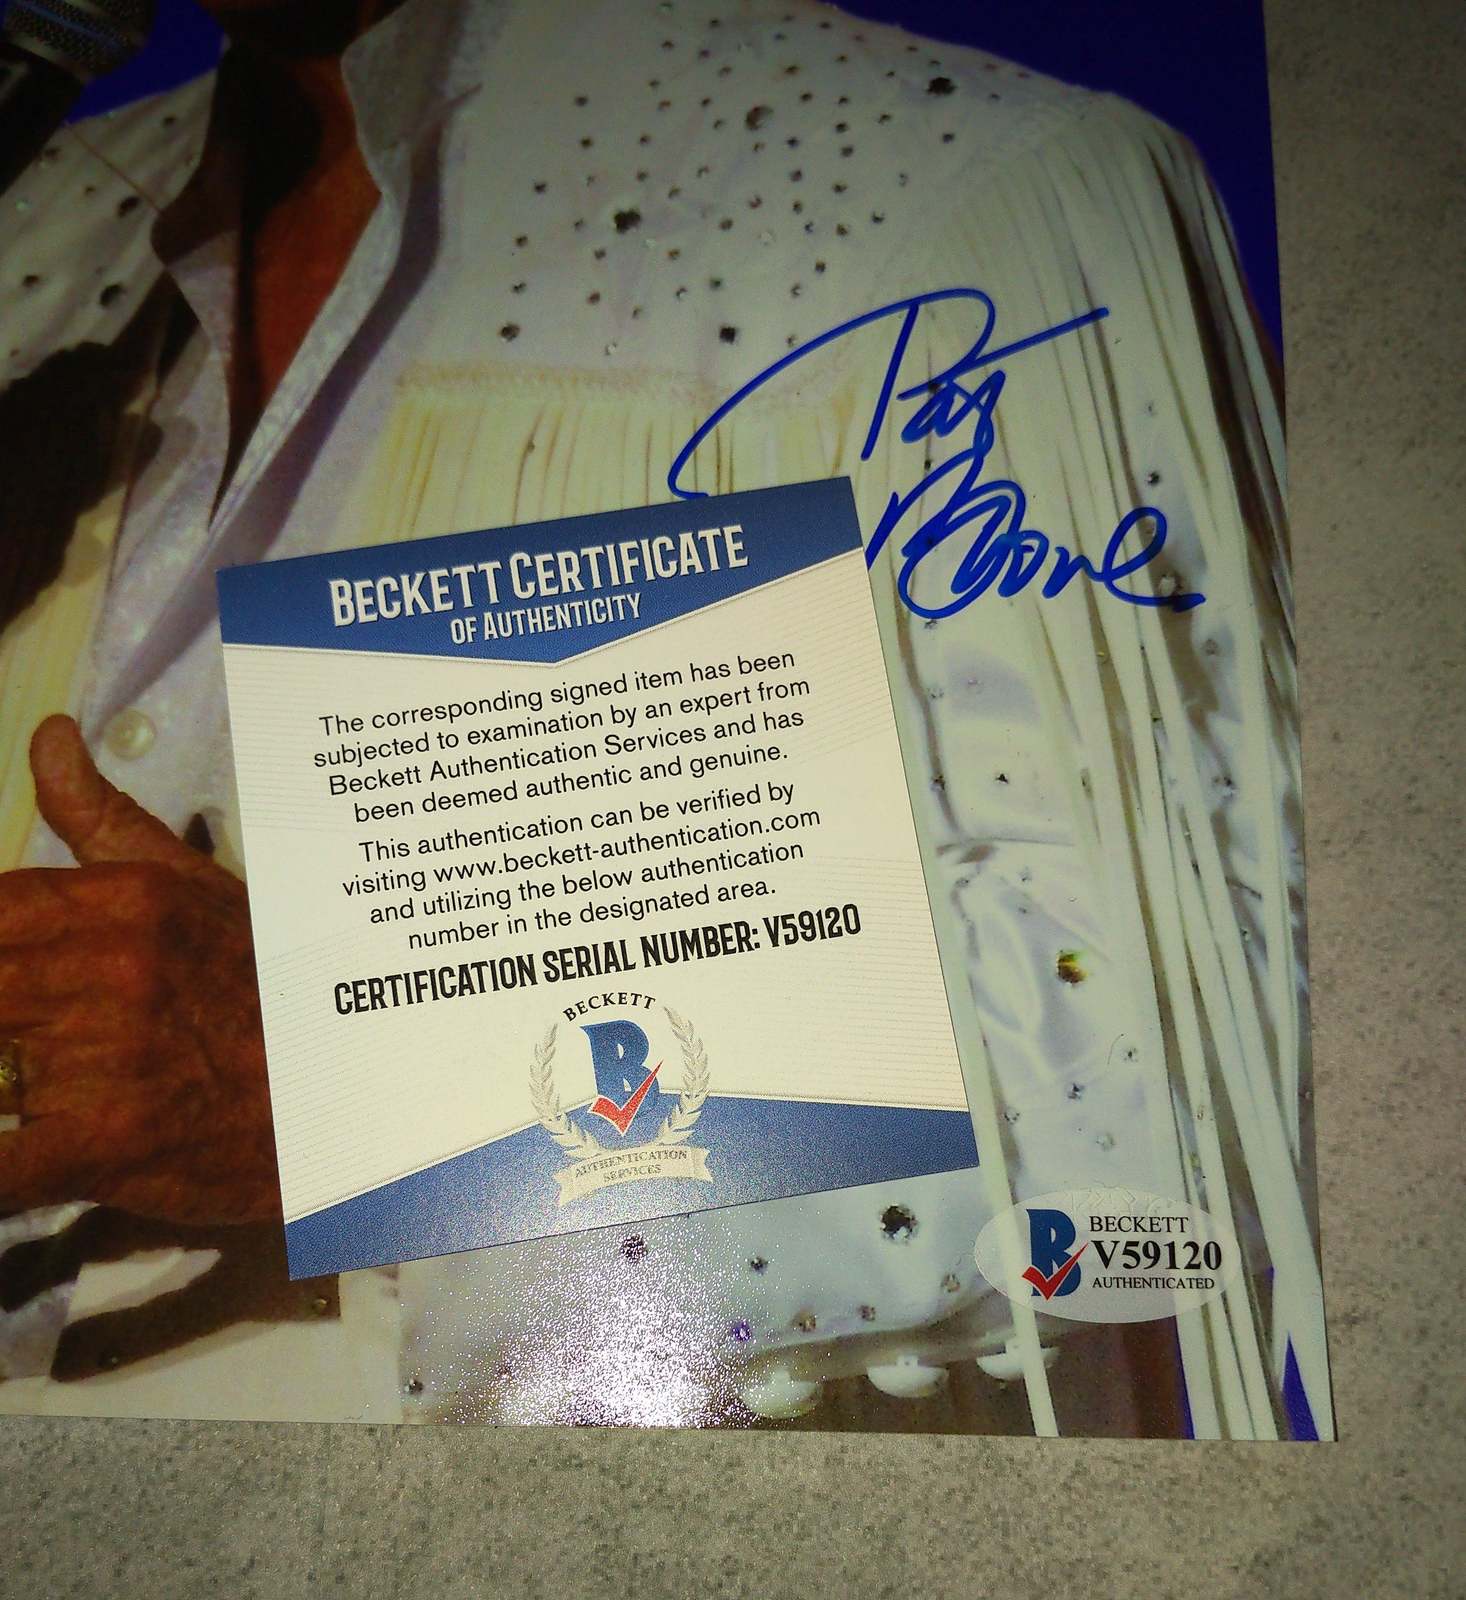 Pat
Boone
BECKETT CERTIFICATE
OF AUTHENTICITY
The corresponding signed item has been
subjected to examination by an expert from
Beckett Authentication Services and has
been deemed authentic and genuine.
This authentication can be verified by
visiting www.beckett-authentication.com
and utilizing the below authentication
number in the designated area.
CERTIFICATION SERIAL NUMBER: V59120
BECKETT
B
AUTHENTICATION
SERVICES
B
BECKETT
V59120
AUTHENTICATED